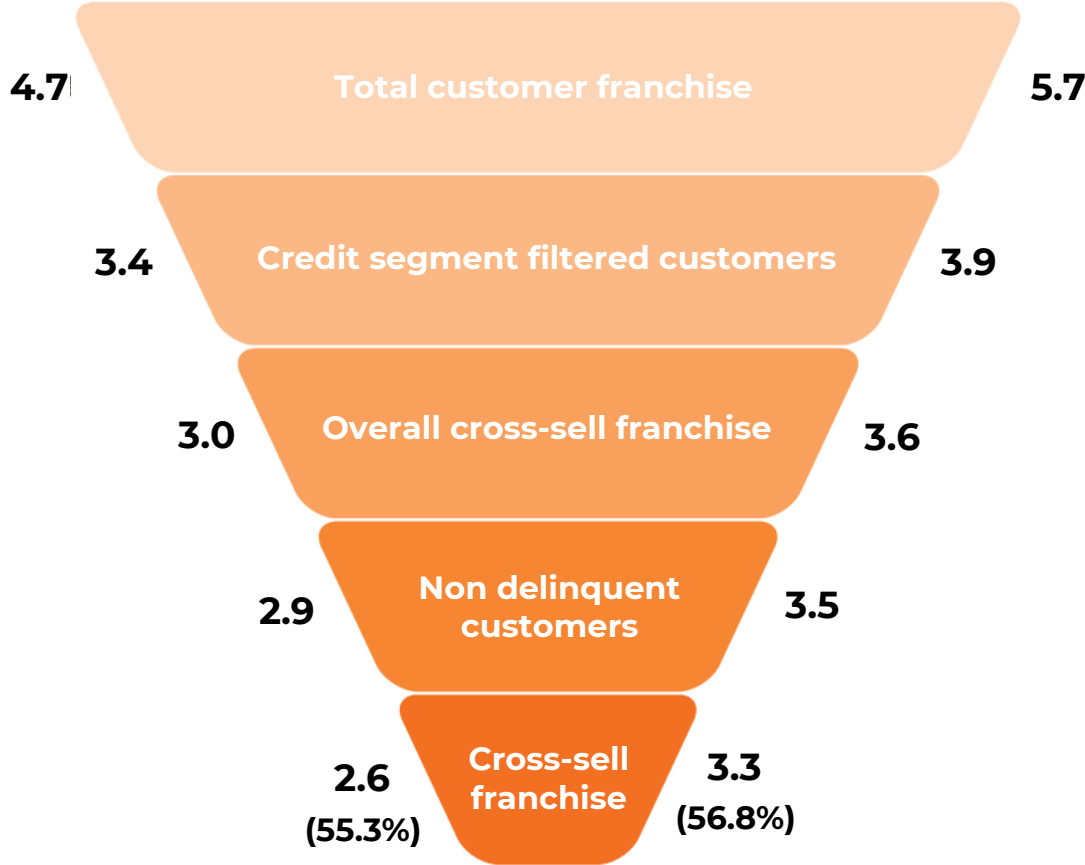 4.7
Total customer franchise
5.7
3.4
Credit segment filtered customers
3.9
3.0
Overall cross-sell franchise
3.6
2.9
Non delinquent
customers
3.5
2.6
(55.3%)
Cross-sell
franchise
3.3
(56.8%)